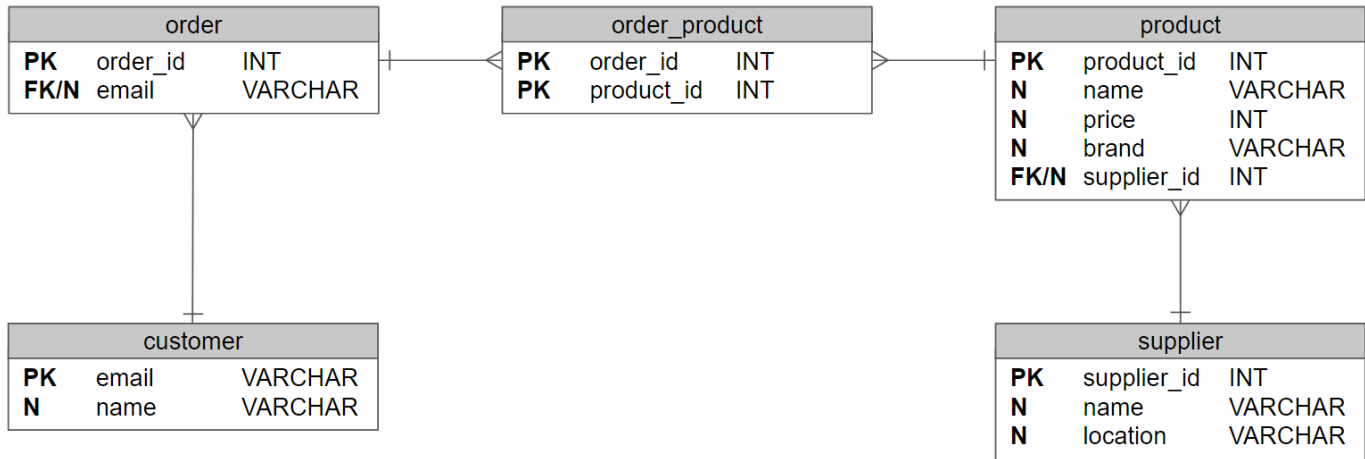 order
PK order_id INT
FK/N email VARCHAR
order_product
PK order_id INT
PK product_id INT
product
PK product_id INT
N name VARCHAR
N price INT
N brand VARCHAR
FK/N supplier_id INT
customer
PK email VARCHAR
N name VARCHAR
supplier
PK supplier_id INT
N name VARCHAR
N location VARCHAR